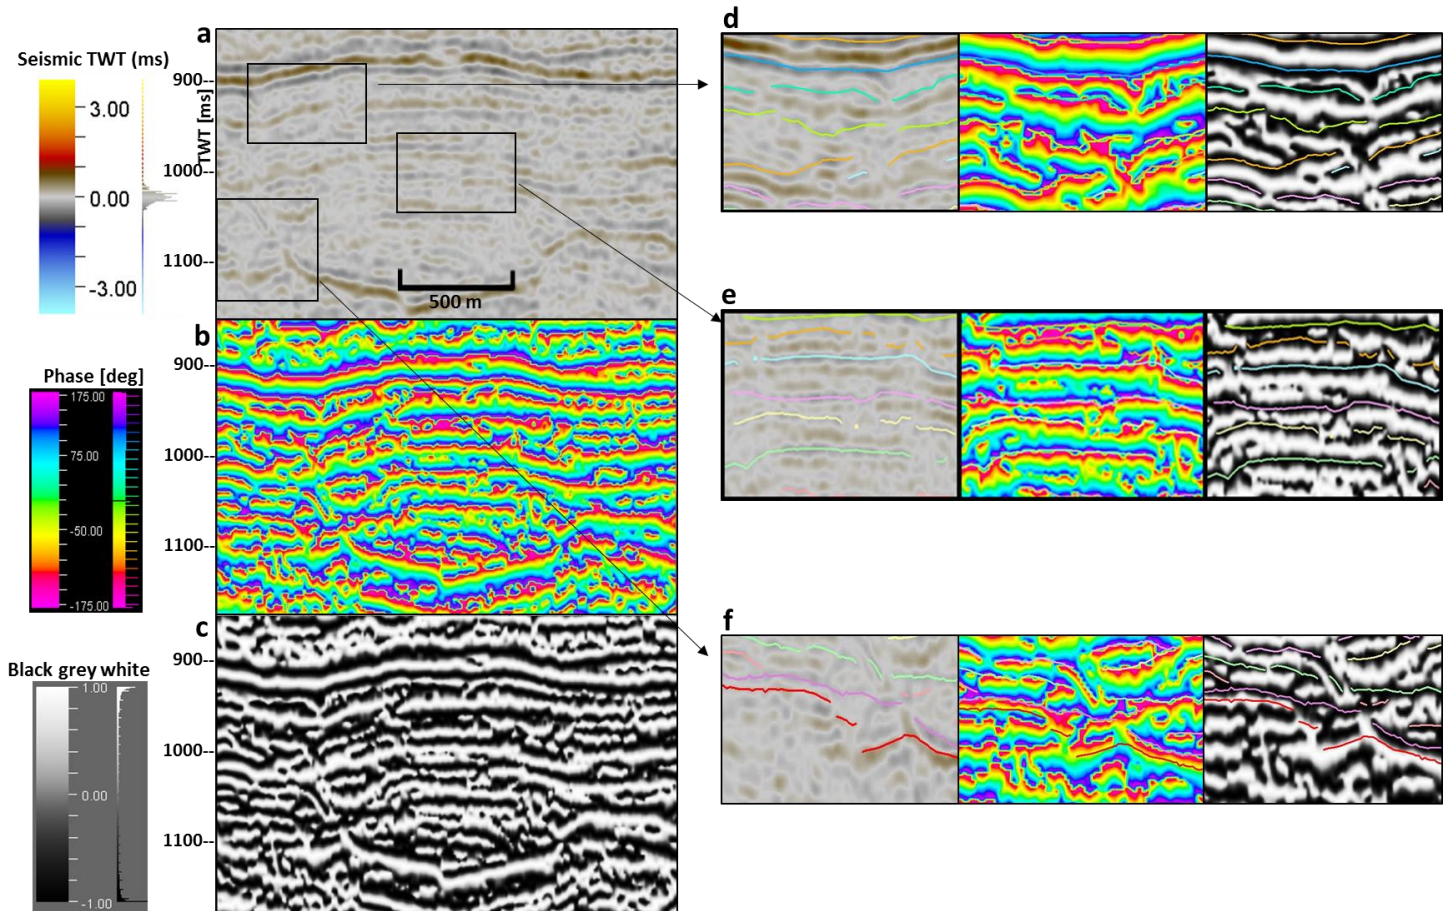 a
d
Seismic TWT (ms)
3.00
0.00
-3.00
900--
TWT [ms]
1000--
1100--
500 m
e
b
Phase [deg]
175.00
75.00
-50.00
-175.00
900--
1000--
1100--
f
c
Black grey white
1.00
0.00
-1.00
900--
1000--
1100--